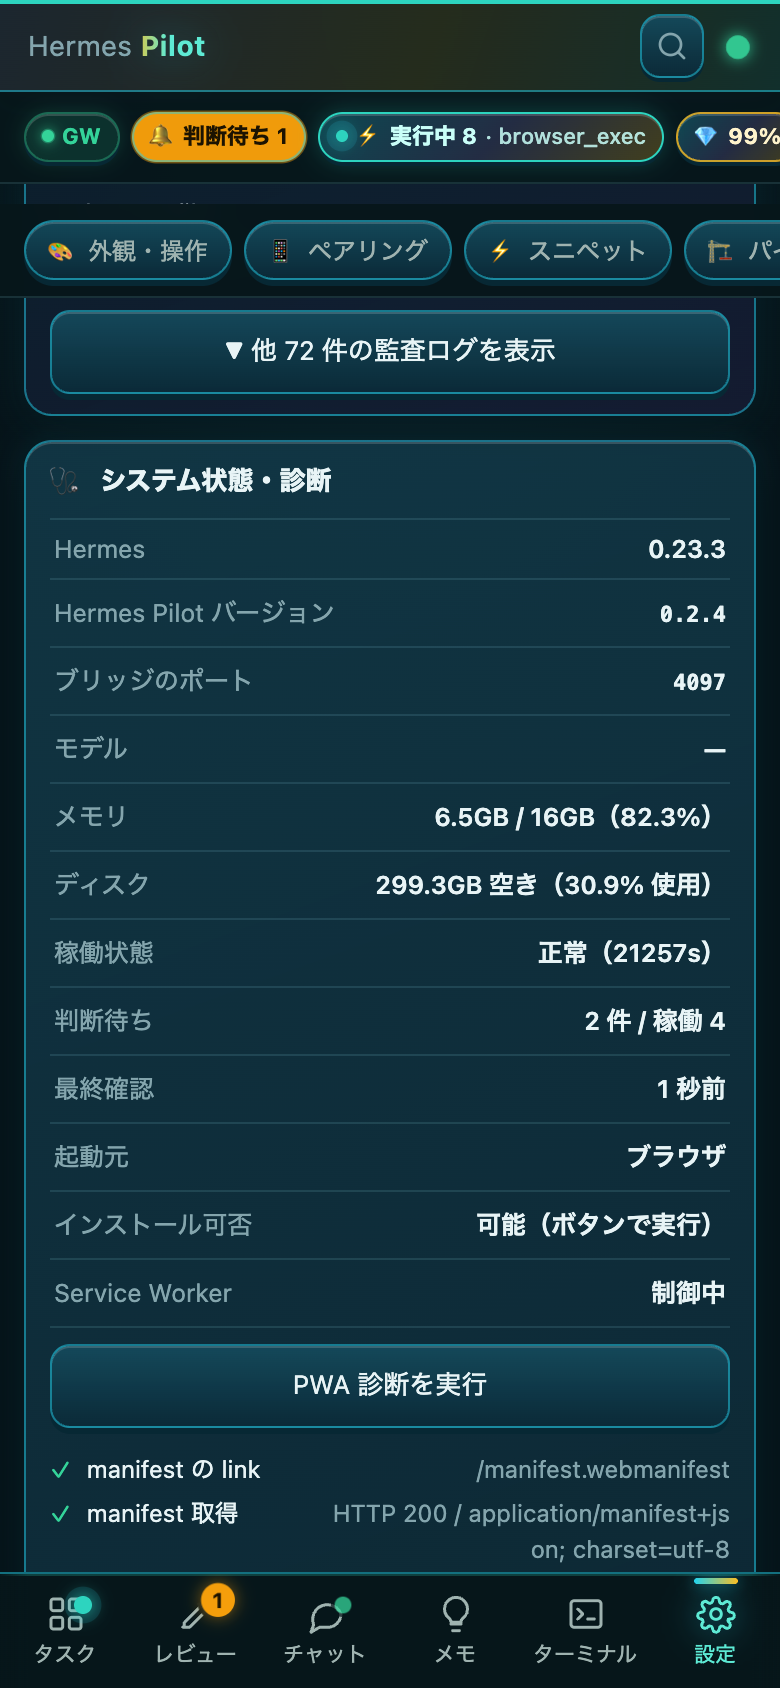 Hermes Pilot
GW
判断待ち 1
実行中 8 · browser_exec
99%
外観・操作
ペアリング
スニペット
▼ 他 72 件の監査ログを表示
システム状態・診断
Hermes 0.23.3
Hermes Pilot バージョン 0.2.4
ブリッジのポート 4097
モデル —
メモリ 6.5GB / 16GB（82.3%）
ディスク 299.3GB 空き（30.9% 使用）
稼働状態 正常（21257s）
判断待ち 2 件 / 稼働 4
最終確認 1 秒前
起動元 ブラウザ
インストール可否 可能（ボタンで実行）
Service Worker 制御中
PWA 診断を実行
✓ manifest の link /manifest.webmanifest
✓ manifest 取得 HTTP 200 / application/manifest+js
on; charset=utf-8
1
タスク
レビュー
チャット
メモ
ターミナル
設定